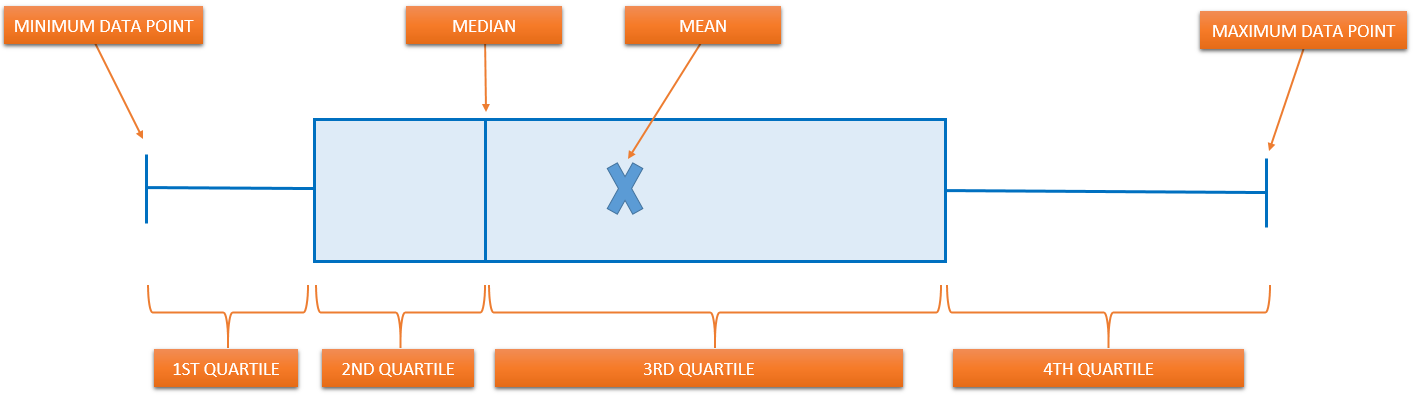 MINIMUM DATA POINT
MEDIAN
MEAN
MAXIMUM DATA POINT
1ST QUARTILE
2ND QUARTILE
3RD QUARTILE
4TH QUARTILE